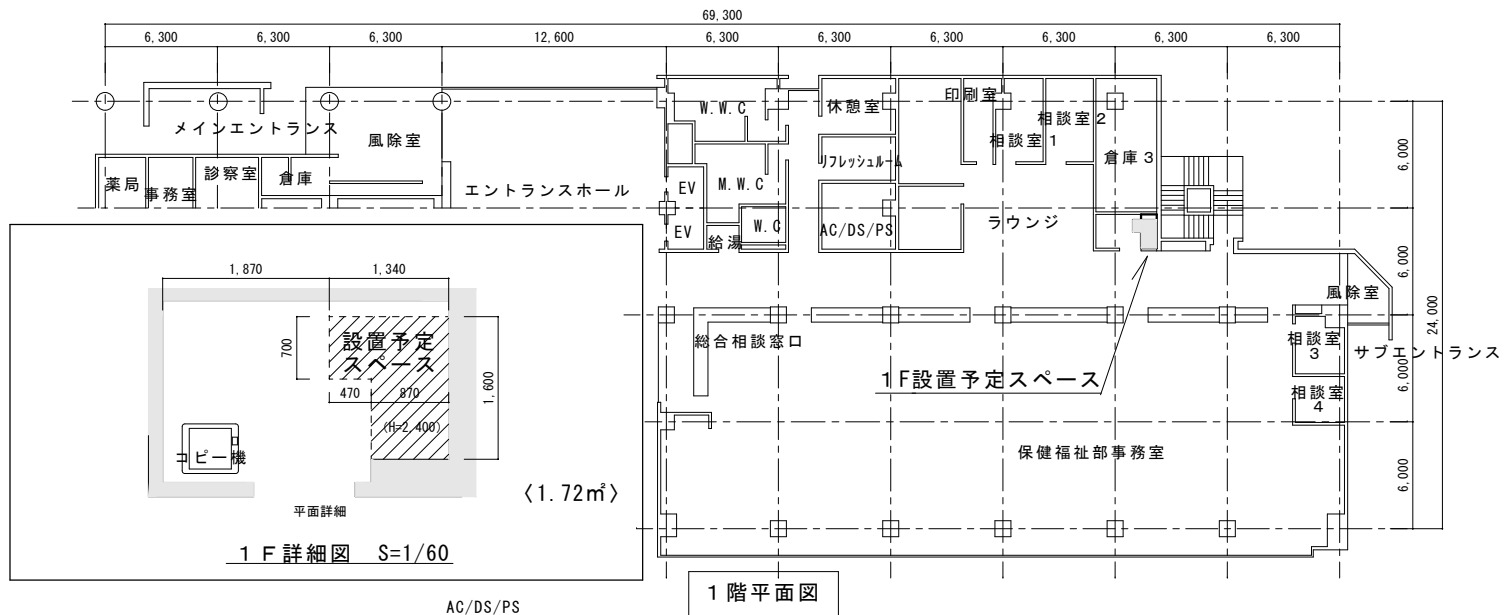 69,300
6,300
6,300
6,300
12,600
6,300
6,300
6,300
6,300
6,300
6,300
メインエントランス
風除室
W.W.C
休憩室
印刷室
相談室1
相談室2
倉庫3
薬局
事務室
診察室
倉庫
エントランスホール
EV
EV
M.W.C
W.C
給湯
リフレッシュルーム
AC/DS/PS
ラウンジ
6,000
6,000
6,000
6,000
24,000
風除室
サブエントランス
相談室
3
相談室
4
総合相談窓口
1F設置予定スペース
保健福祉部事務室
1,870
1,340
700
設置予定
スペース
470
870
1,600
(H=2,400)
コピー機
〈1.72㎡〉
平面詳細
1F詳細図 S=1/60
1階平面図
AC/DS/PS